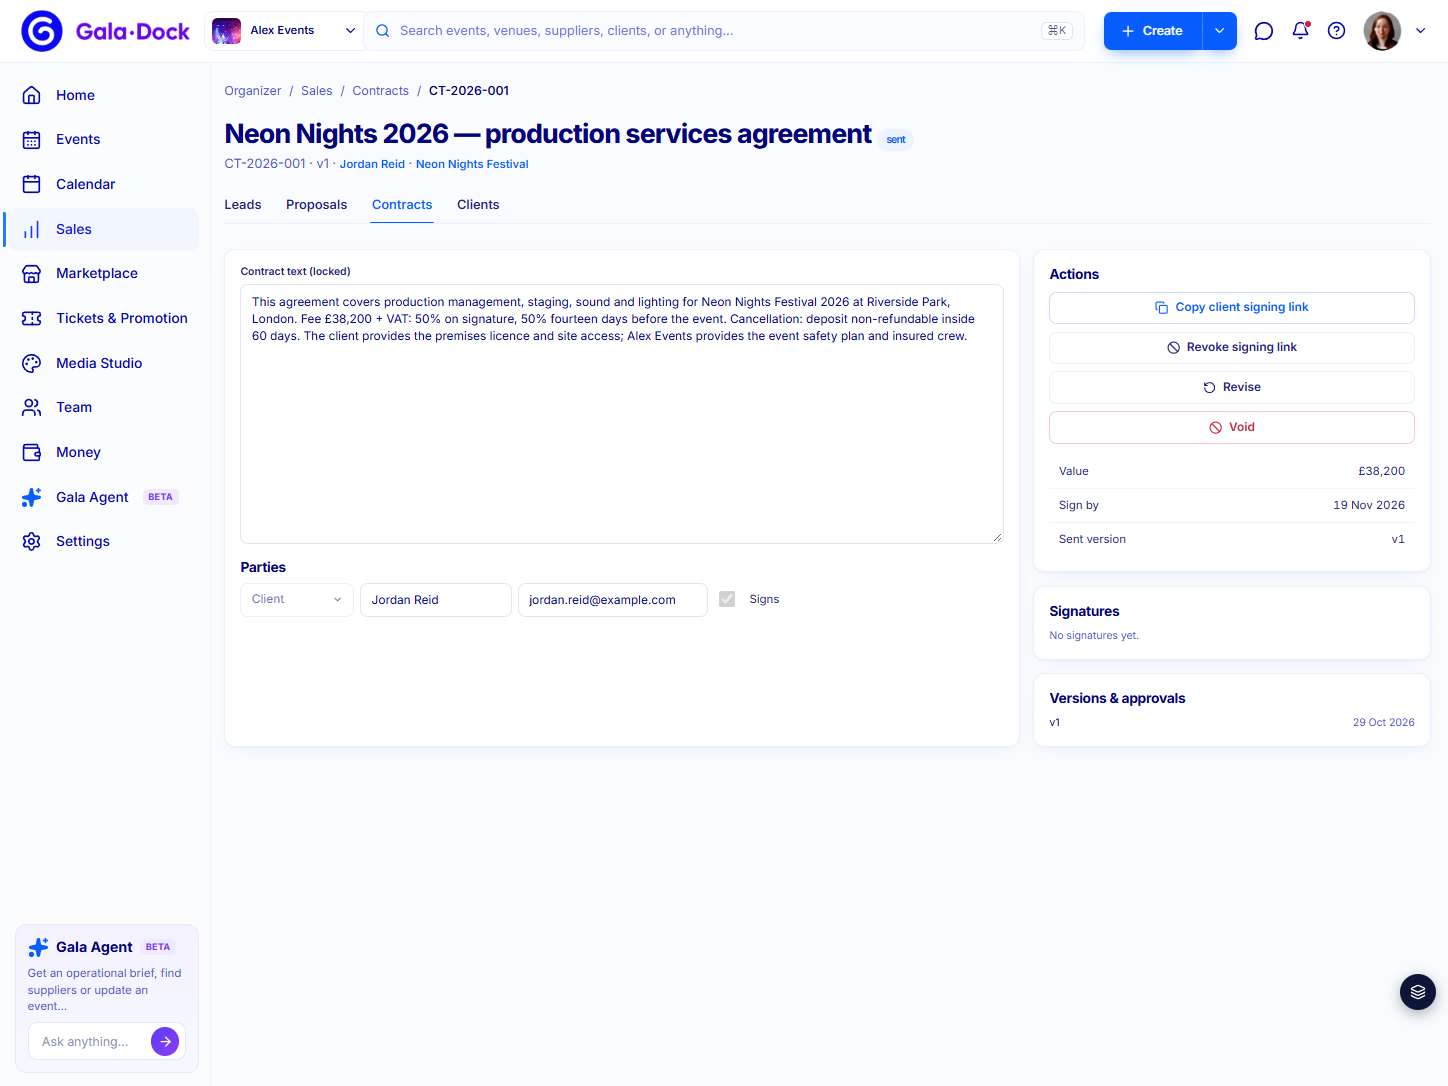 Gala·Dock
Alex Events
Search events, venues, suppliers, clients, or anything...
⌘K
Create
Home
Events
Calendar
Sales
Marketplace
Tickets & Promotion
Media Studio
Team
Money
Gala Agent BETA
Settings
Organizer / Sales / Contracts / CT-2026-001
Neon Nights 2026 — production services agreement sent
CT-2026-001 · v1 · Jordan Reid · Neon Nights Festival
Leads Proposals Contracts Clients
Contract text (locked)
This agreement covers production management, staging, sound and lighting for Neon Nights Festival 2026 at Riverside Park,
London. Fee £38,200 + VAT: 50% on signature, 50% fourteen days before the event. Cancellation: deposit non-refundable inside
60 days. The client provides the premises licence and site access; Alex Events provides the event safety plan and insured crew.
Parties
Client Jordan Reid jordan.reid@example.com Signs
Actions
Copy client signing link
Revoke signing link
Revise
Void
Value £38,200
Sign by 19 Nov 2026
Sent version v1
Signatures
No signatures yet.
Versions & approvals
v1 29 Oct 2026
Gala Agent BETA
Get an operational brief, find
suppliers or update an
event...
Ask anything...